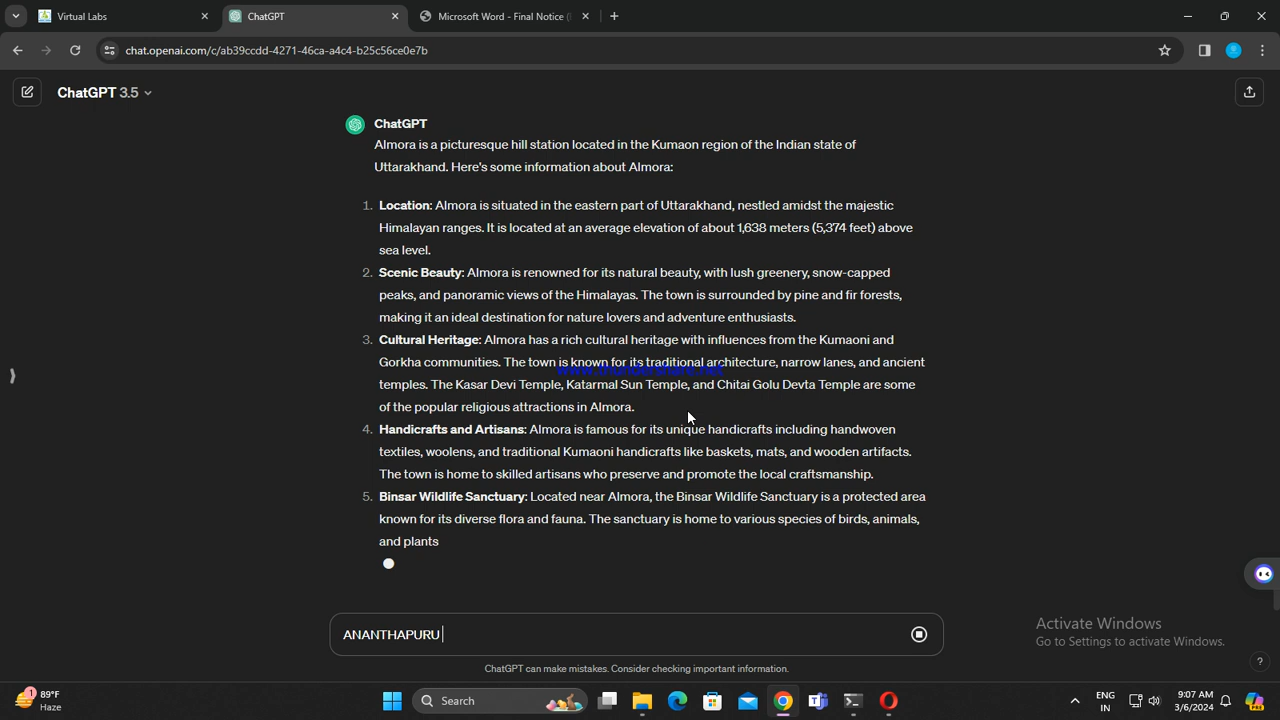 Virtual Labs
ChatGPT
Microsoft Word - Final Notice (
chat.openai.com/c/ab39ccdd-4271-46ca-a4c4-b25c56ce0e7b
ChatGPT 3.5
ChatGPT
Almora is a picturesque hill station located in the Kumaon region of the Indian state of
Uttarakhand. Here's some information about Almora:
1. Location: Almora is situated in the eastern part of Uttarakhand, nestled amidst the majestic
Himalayan ranges. It is located at an average elevation of about 1,638 meters (5,374 feet) above
sea level.
2. Scenic Beauty: Almora is renowned for its natural beauty, with lush greenery, snow-capped
peaks, and panoramic views of the Himalayas. The town is surrounded by pine and fir forests,
making it an ideal destination for nature lovers and adventure enthusiasts.
3. Cultural Heritage: Almora has a rich cultural heritage with influences from the Kumaoni and
Gorkha communities. The town is known for its traditional architecture, narrow lanes, and ancient
www.thundershare.net
temples. The Kasar Devi Temple, Katarmal Sun Temple, and Chitai Golu Devta Temple are some
of the popular religious attractions in Almora.
4. Handicrafts and Artisans: Almora is famous for its unique handicrafts including handwoven
textiles, woolens, and traditional Kumaoni handicrafts like baskets, mats, and wooden artifacts.
The town is home to skilled artisans who preserve and promote the local craftsmanship.
5. Binsar Wildlife Sanctuary: Located near Almora, the Binsar Wildlife Sanctuary is a protected area
known for its diverse flora and fauna. The sanctuary is home to various species of birds, animals,
and plants
ANANTHAPURU
Activate Windows
Go to Settings to activate Windows.
ChatGPT can make mistakes. Consider checking important information.
?
1
89°F
Haze
Search
ENG
IN
9:07 AM
3/6/2024